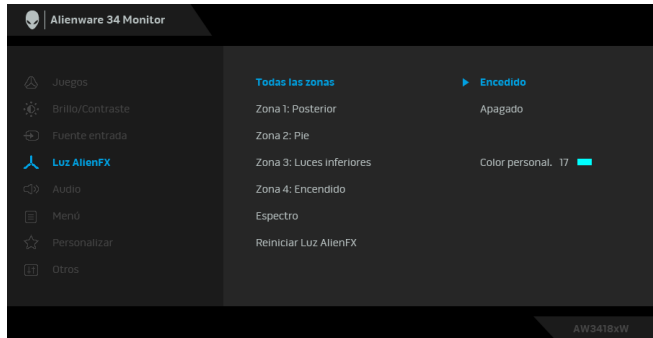 Alienware 34 Monitor
Juegos
Brillo/Contraste
Fuente entrada
Luz AlienFX
Audio
Menú
Personalizar
Otros
Todas las zonas
Zona 1: Posterior
Zona 2: Pie
Zona 3: Luces inferiores
Zona 4: Encendido
Espectro
Reiniciar Luz AlienFX
Encedido
Apagado
Color personal. 17
AW3418xW